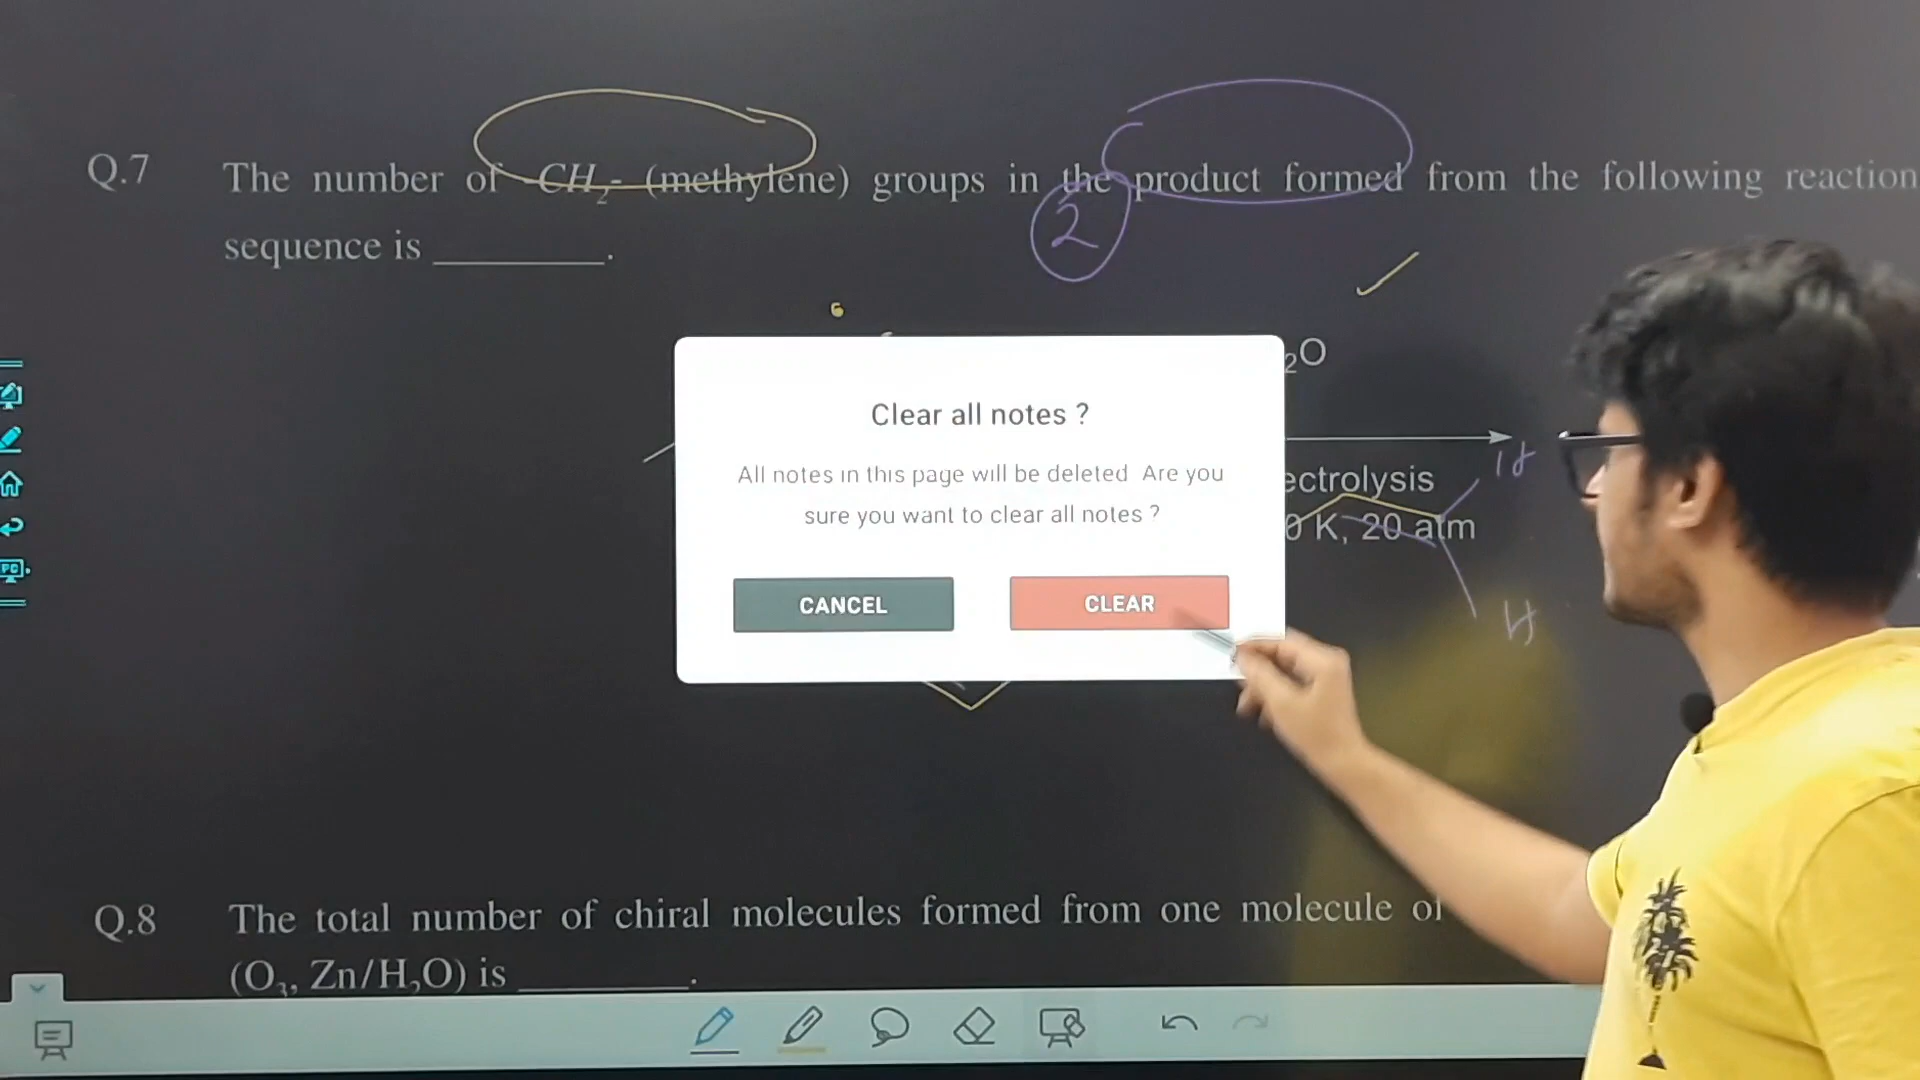 Q.7 The number of -CH₂- (methylene) groups in the product formed from the following reaction
2
sequence is ________.
₂O
Clear all notes ?
All notes in this page will be deleted Are you
sure you want to clear all notes ?
ectrolysis
0 K, 20 atm
H
CANCEL CLEAR
Q.8 The total number of chiral molecules formed from one molecule of
(O₃, Zn/H₂O) is ________.
PC